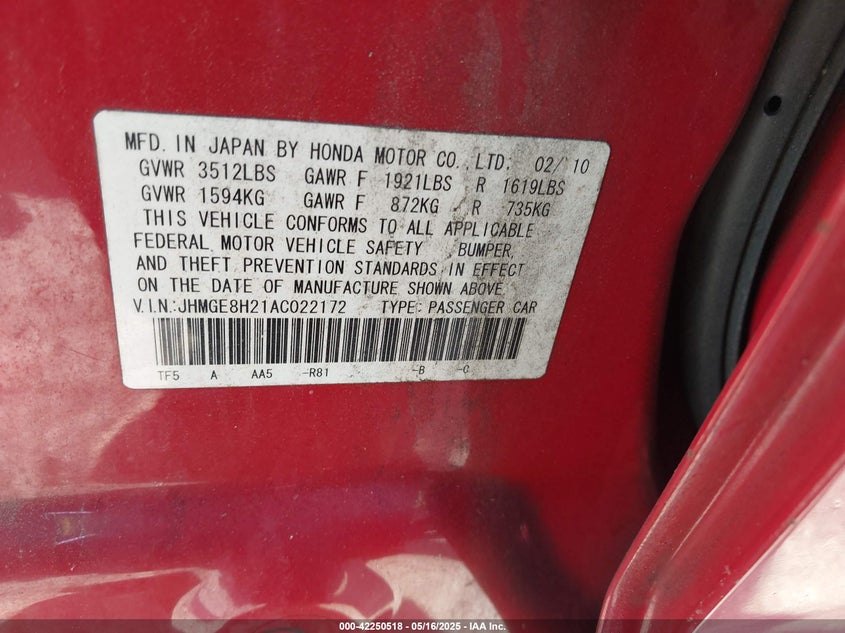 MFD. IN JAPAN BY HONDA MOTOR CO., LTD; 02/ 10
GVWR 3512LBS GAWR F 1921LBS R 1619LBS
GVWR 1594KG GAWR F 872KG R 735KG
THIS VEHICLE CONFORMS TO ALL APPLICABLE
FEDERAL MOTOR VEHICLE SAFETY, BUMPER,
AND THEFT PREVENTION STANDARDS IN EFFECT
ON THE DATE OF MANUFACTURE SHOWN ABOVE.
V.I.N.:JHMGE8H21AC022172 TYPE: PASSENGER CAR
TF5 A AA5 -R81 -B -C
000-42250518 - 05/16/2025 - IAA Inc.